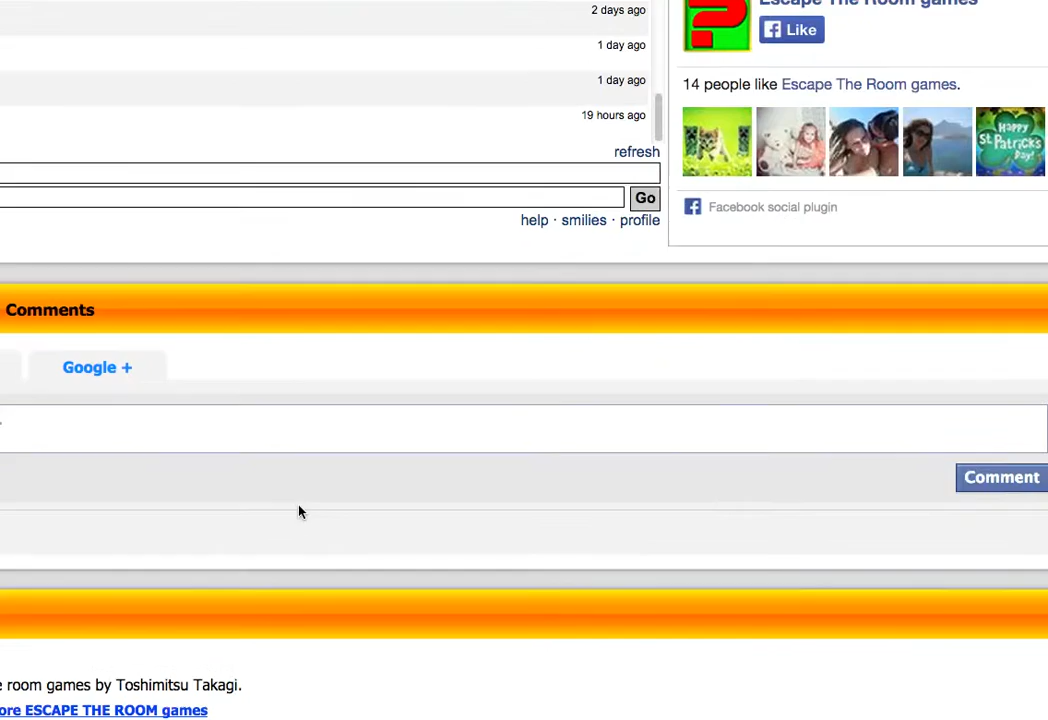 2 days ago
1 day ago
1 day ago
19 hours ago
refresh
Go
help · smilies · profile
Escape The Room games
Like
14 people like Escape The Room games.
HAPPY
St PATRICK'S
Day!
Facebook social plugin
Comments
Google +
Comment
e room games by Toshimitsu Takagi.
ore ESCAPE THE ROOM games